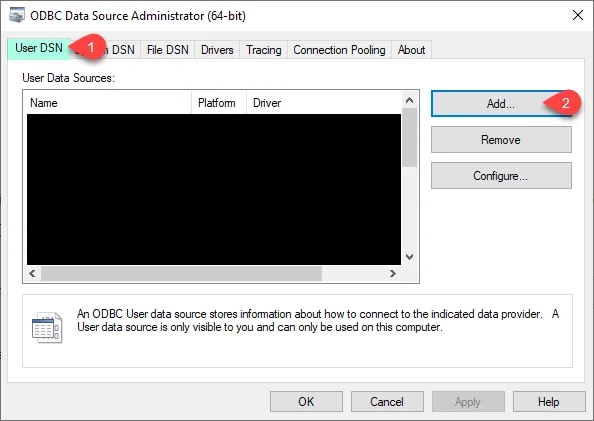 ODBC Data Source Administrator (64-bit)
User DSN 1 DSN File DSN Drivers Tracing Connection Pooling About
User Data Sources:
Name Platform Driver
Add... 2
Remove
Configure...
An ODBC User data source stores information about how to connect to the indicated data provider. A
User data source is only visible to you and can only be used on this computer.
OK Cancel Apply Help